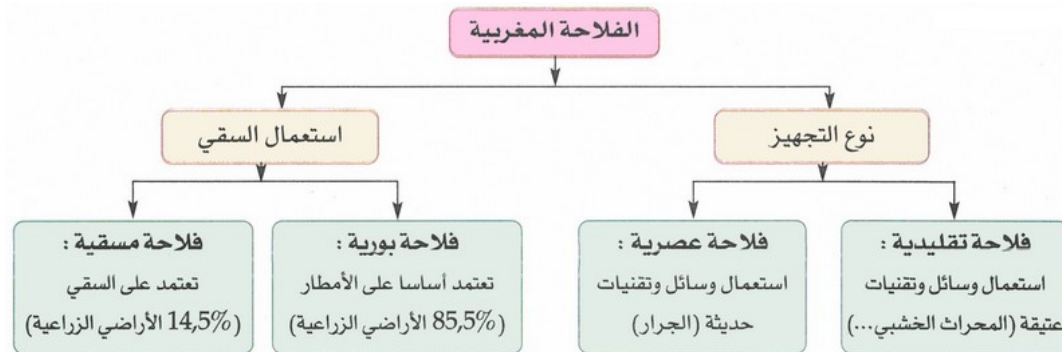 الفلاحة المغربية
نوع التجهيز
استعمال السقي
فلاحة تقليدية :
استعمال وسائل وتقنيات
عتيقة (المحراث الخشبي...)
فلاحة عصرية :
استعمال وسائل وتقنيات
حديثة (الجرار)
فلاحة بورية :
تعتمد أساسا على الأمطار
(85,5% الأراضي الزراعية)
فلاحة مسقية :
تعتمد على السقي
(14,5% الأراضي الزراعية)